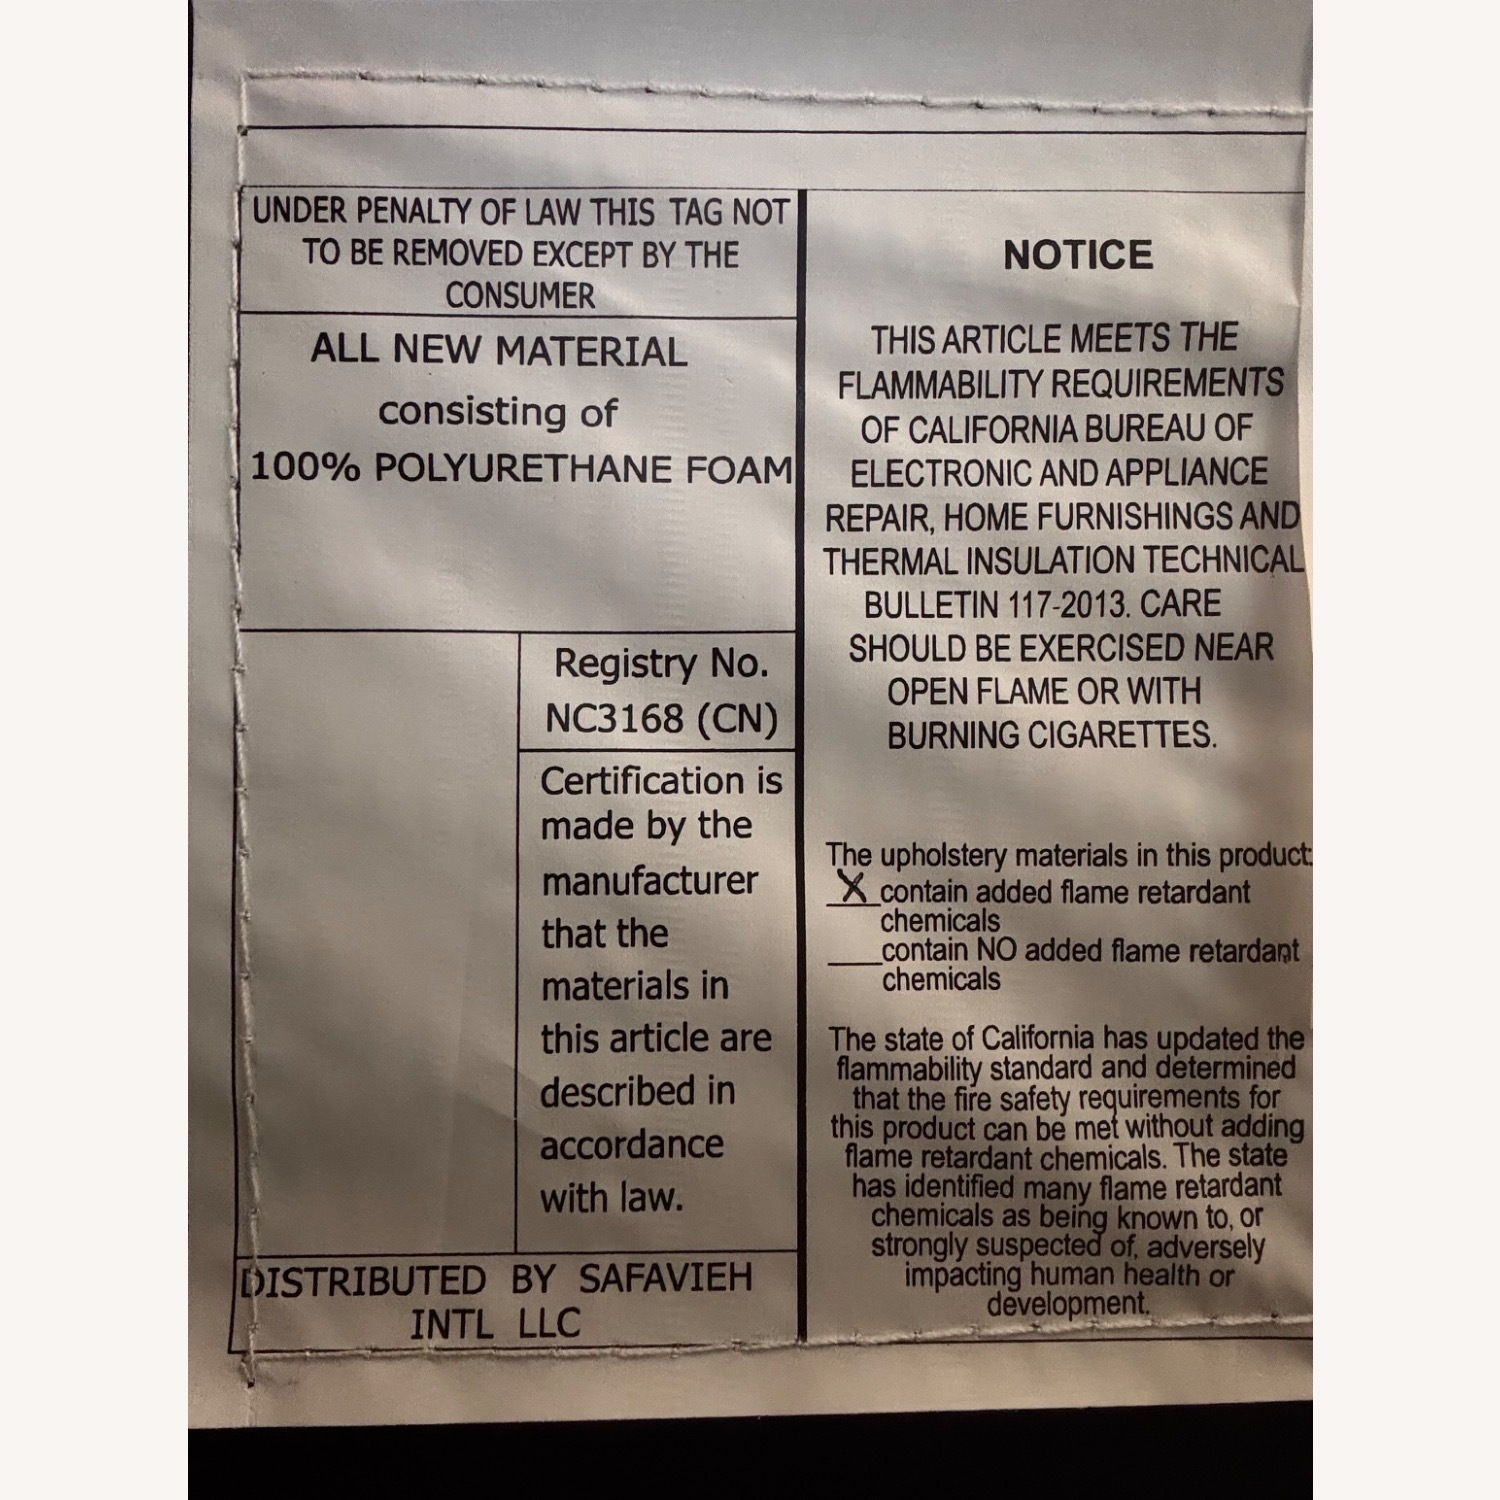 UNDER PENALTY OF LAW THIS TAG NOT
TO BE REMOVED EXCEPT BY THE
CONSUMER
ALL NEW MATERIAL
consisting of
100% POLYURETHANE FOAM
Registry No.
NC3168 (CN)
Certification is
made by the
manufacturer
that the
materials in
this article are
described in
accordance
with law.
DISTRIBUTED BY SAFAVIEH
INTL LLC
NOTICE
THIS ARTICLE MEETS THE
FLAMMABILITY REQUIREMENTS
OF CALIFORNIA BUREAU OF
ELECTRONIC AND APPLIANCE
REPAIR, HOME FURNISHINGS AND
THERMAL INSULATION TECHNICAL
BULLETIN 117-2013. CARE
SHOULD BE EXERCISED NEAR
OPEN FLAME OR WITH
BURNING CIGARETTES.
The upholstery materials in this product:
X contain added flame retardant
chemicals
___contain NO added flame retardant
chemicals
The state of California has updated the
flammability standard and determined
that the fire safety requirements for
this product can be met without adding
flame retardant chemicals. The state
has identified many flame retardant
chemicals as being known to, or
strongly suspected of, adversely
impacting human health or
development.